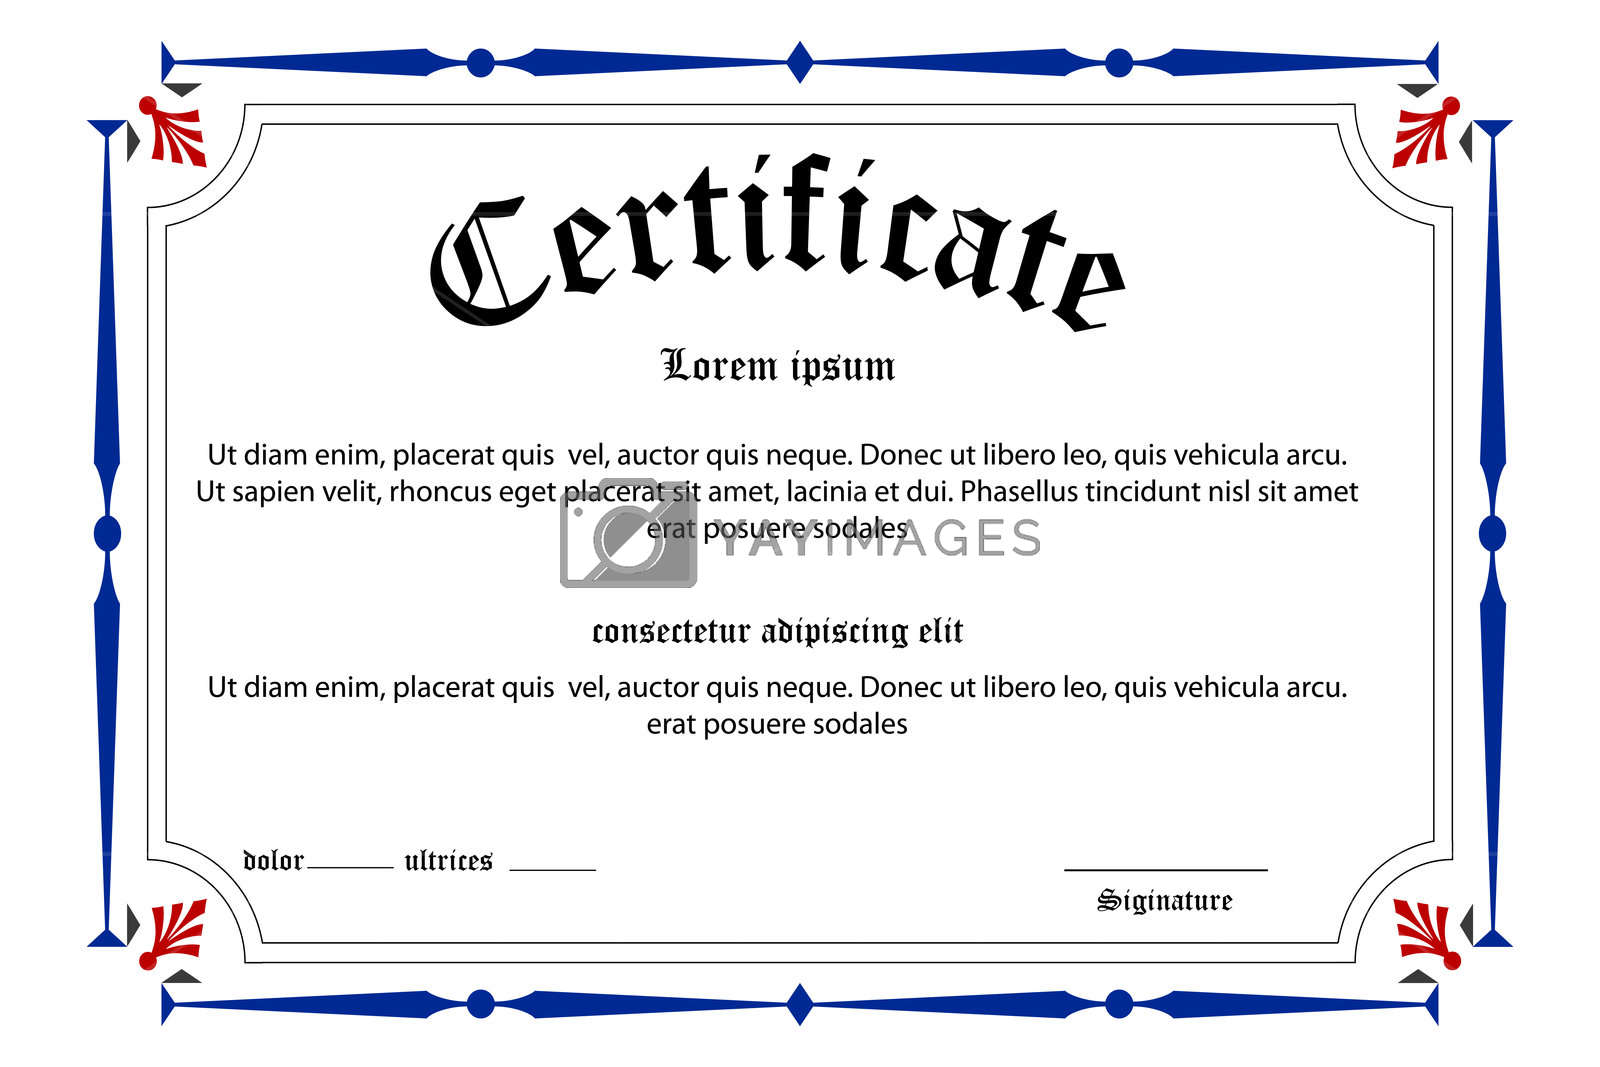 Certificate
Lorem ipsum
Ut diam enim, placerat quis  vel, auctor quis neque. Donec ut libero leo, quis vehicula arcu.
Ut sapien velit, rhoncus eget placerat sit amet, lacinia et dui. Phasellus tincidunt nisl sit amet
erat posuere sodales
YAYIMAGES
consectetur adipiscing elit
Ut diam enim, placerat quis  vel, auctor quis neque. Donec ut libero leo, quis vehicula arcu.
erat posuere sodales
dolor ultrices
Siginature